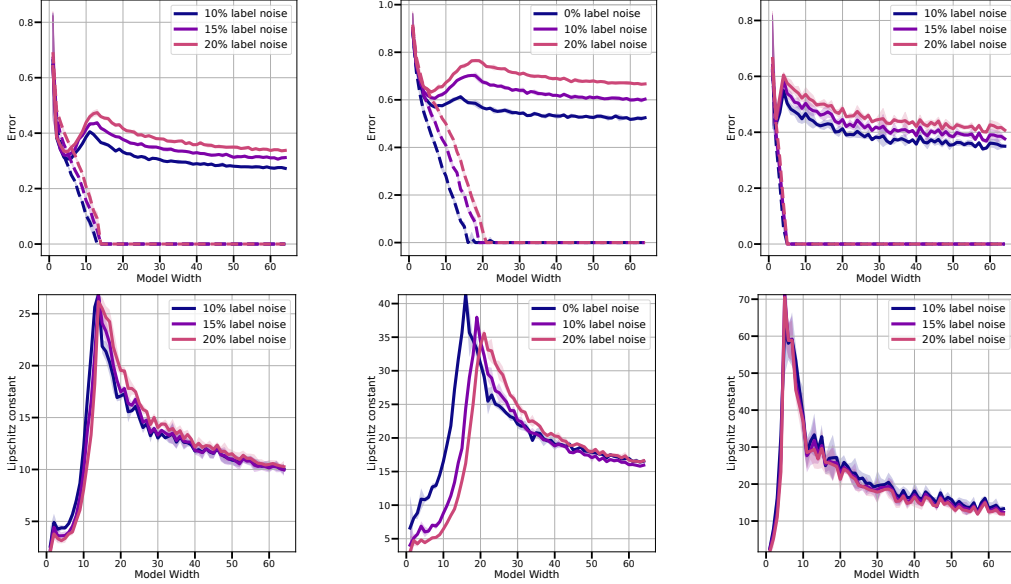 10% label noise
15% label noise
20% label noise
0.8
0.6
0.4
0.2
0.0
Error
0 10 20 30 40 50 60
Model Width
0% label noise
10% label noise
20% label noise
1.0
0.8
0.6
0.4
0.2
0.0
Error
0 10 20 30 40 50 60
Model Width
10% label noise
15% label noise
20% label noise
0.8
0.6
0.4
0.2
0.0
Error
0 10 20 30 40 50 60
Model Width
10% label noise
15% label noise
20% label noise
25
20
15
10
5
Lipschitz constant
0 10 20 30 40 50 60
Model Width
0% label noise
10% label noise
20% label noise
40
35
30
25
20
15
10
5
Lipschitz constant
0 10 20 30 40 50 60
Model Width
10% label noise
15% label noise
20% label noise
70
60
50
40
30
20
10
Lipschitz constant
0 10 20 30 40 50 60
Model Width